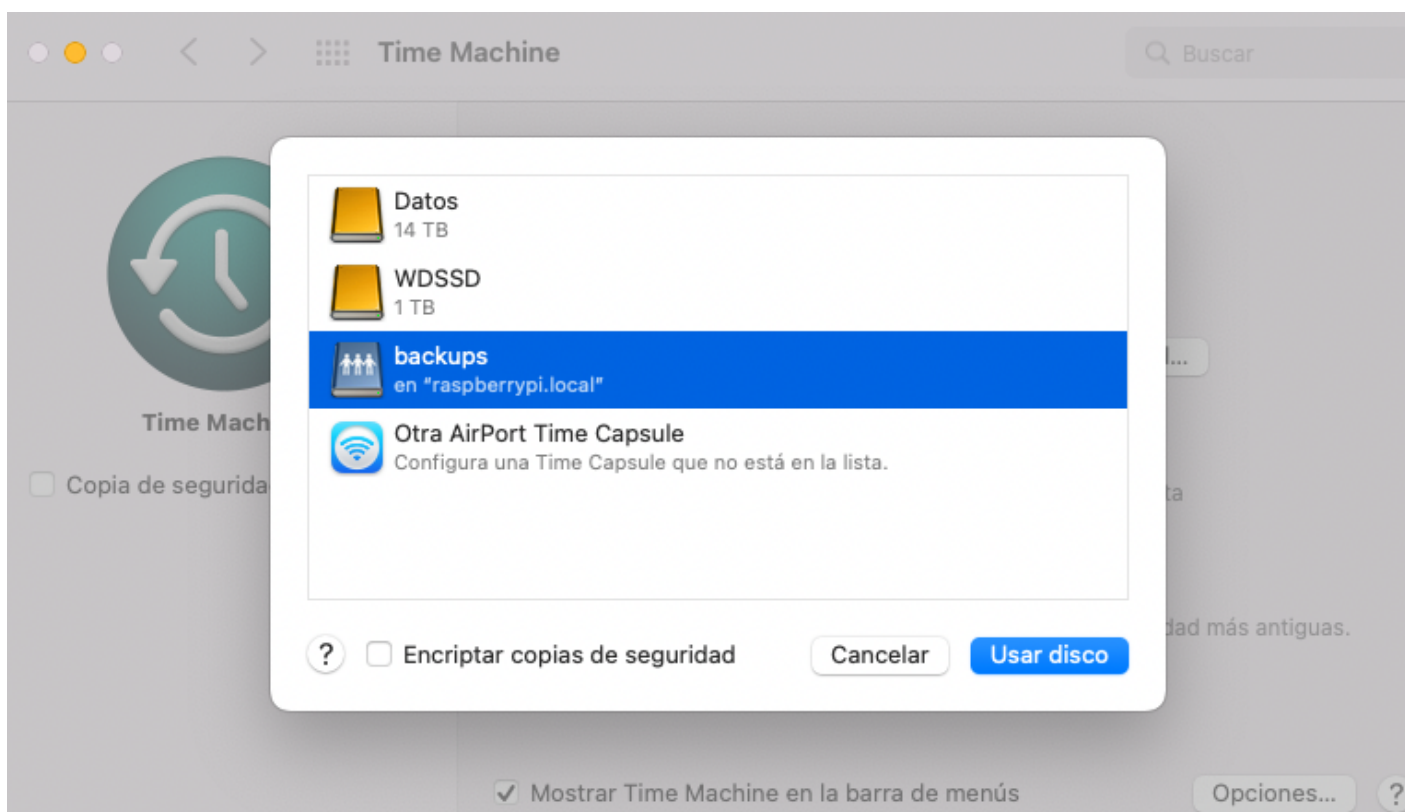 Time Machine
Buscar
Datos
14 TB
WDSSD
1 TB
backups
en "raspberrypi.local"
Otra AirPort Time Capsule
Configura una Time Capsule que no está en la lista.
Time Mach
Copia de segurida
ta
dad más antiguas.
? Encriptar copias de seguridad Cancelar Usar disco
Mostrar Time Machine en la barra de menús Opciones... ?